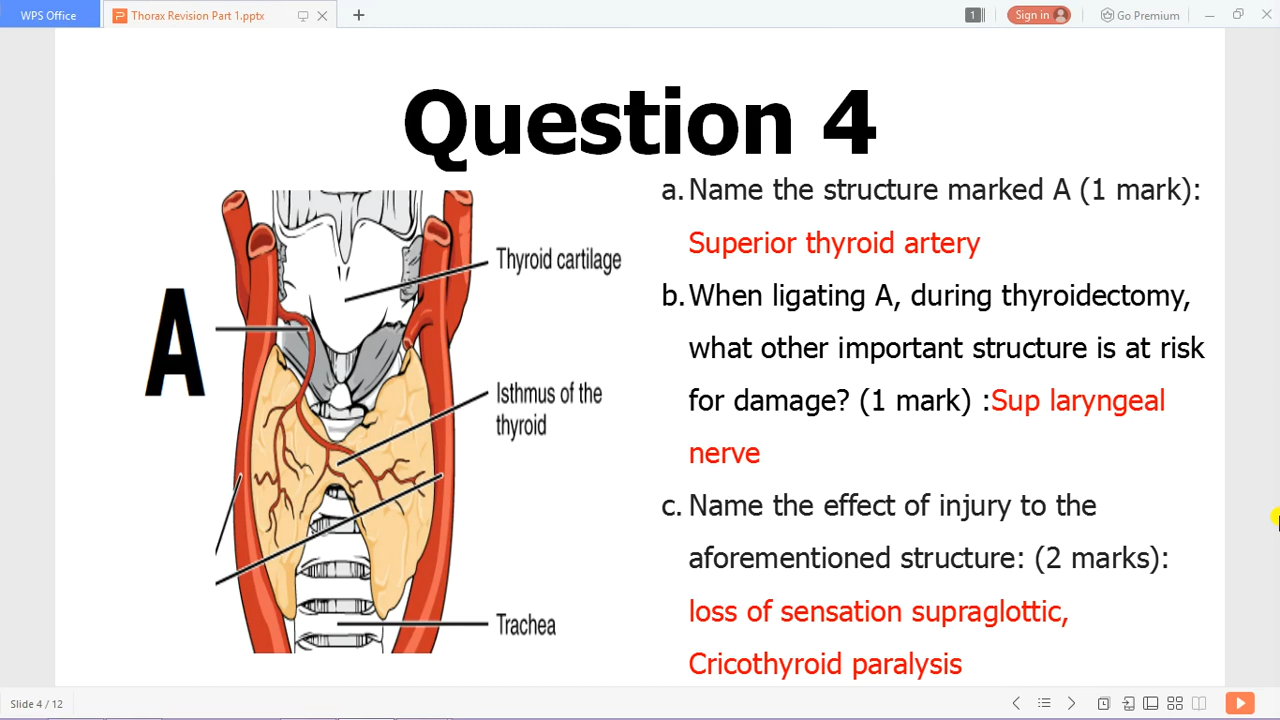 WPS Office
Thorax Revision Part 1.pptx
1
Sign in
Go Premium
Question 4
A
Thyroid cartilage
Isthmus of the
thyroid
Trachea
a. Name the structure marked A (1 mark):
Superior thyroid artery
b. When ligating A, during thyroidectomy,
what other important structure is at risk
for damage? (1 mark) :Sup laryngeal
nerve
c. Name the effect of injury to the
aforementioned structure: (2 marks):
loss of sensation supraglottic,
Cricothyroid paralysis
Slide 4 / 12